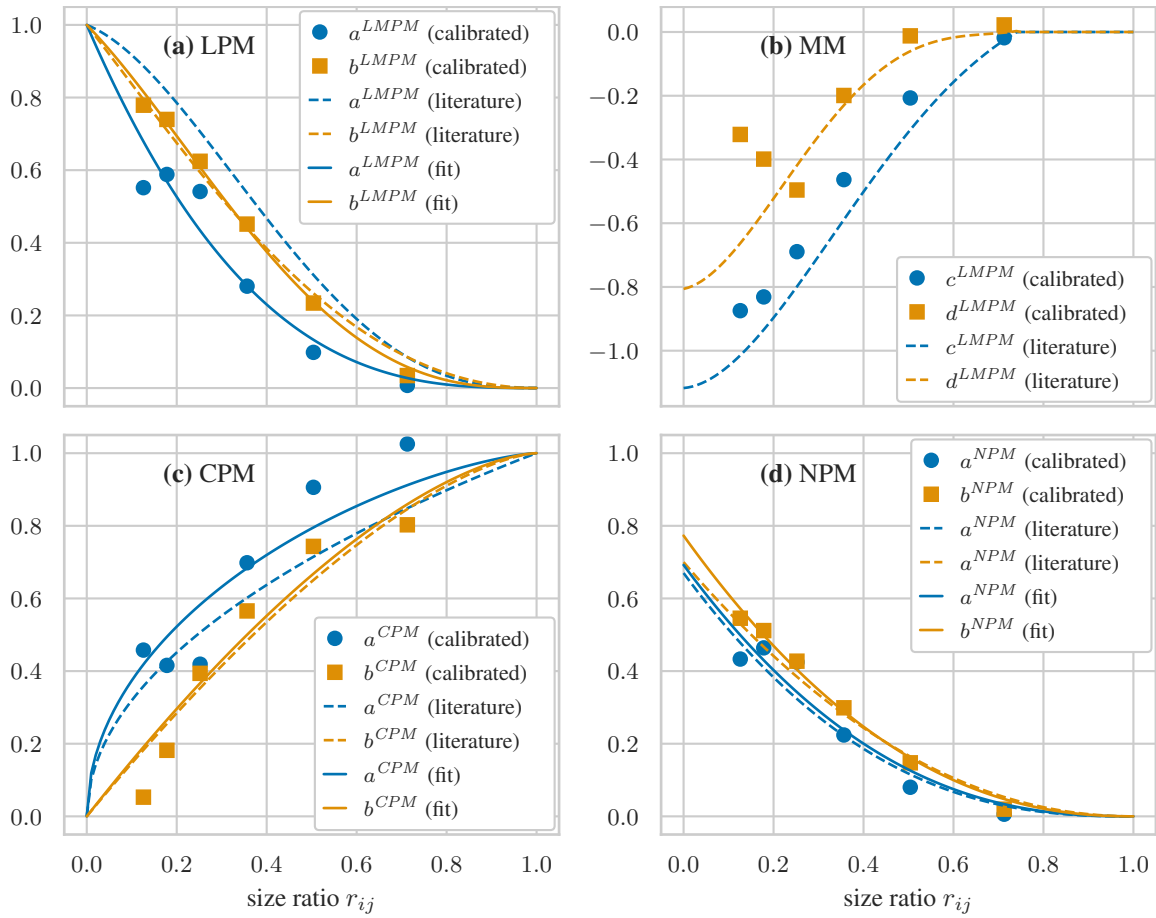 (a) LPM
1.0
0.8
0.6
0.4
0.2
0.0
a^{LMPM} (calibrated)
b^{LMPM} (calibrated)
a^{LMPM} (literature)
b^{LMPM} (literature)
a^{LMPM} (fit)
b^{LMPM} (fit)
(b) MM
0.0
−0.2
−0.4
−0.6
−0.8
−1.0
c^{LMPM} (calibrated)
d^{LMPM} (calibrated)
c^{LMPM} (literature)
d^{LMPM} (literature)
(c) CPM
1.0
0.8
0.6
0.4
0.2
0.0
a^{CPM} (calibrated)
b^{CPM} (calibrated)
a^{CPM} (literature)
b^{CPM} (literature)
a^{CPM} (fit)
b^{CPM} (fit)
0.0 0.2 0.4 0.6 0.8 1.0
size ratio r_{ij}
(d) NPM
1.0
0.8
0.6
0.4
0.2
0.0
a^{NPM} (calibrated)
b^{NPM} (calibrated)
a^{NPM} (literature)
a^{NPM} (literature)
a^{NPM} (fit)
b^{NPM} (fit)
0.0 0.2 0.4 0.6 0.8 1.0
size ratio r_{ij}